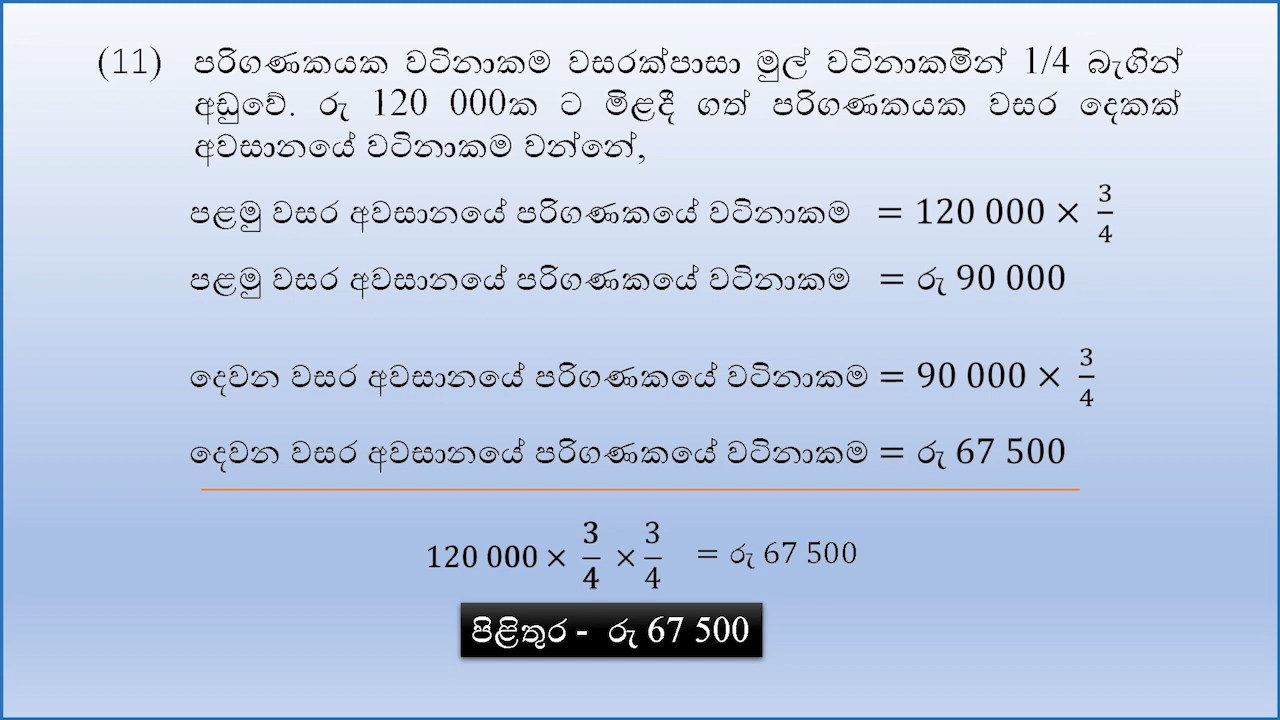 (11) පරිගණකයක වටිනාකම වසරක්පාසා මුල් වටිනාකමින් 1/4 බැගින්
අඩුවේ. රු 120 000ක ට මිළදී ගත් පරිගණකයක වසර දෙකක්
අවසානයේ වටිනාකම වන්නේ,
පළමු වසර අවසානයේ පරිගණකයේ වටිනාකම = 120 000 × 3/4
පළමු වසර අවසානයේ පරිගණකයේ වටිනාකම = රු 90 000
දෙවන වසර අවසානයේ පරිගණකයේ වටිනාකම = 90 000 × 3/4
දෙවන වසර අවසානයේ පරිගණකයේ වටිනාකම = රු 67 500
120 000 × 3/4 × 3/4 = රු 67 500
පිළිතුර - රු 67 500